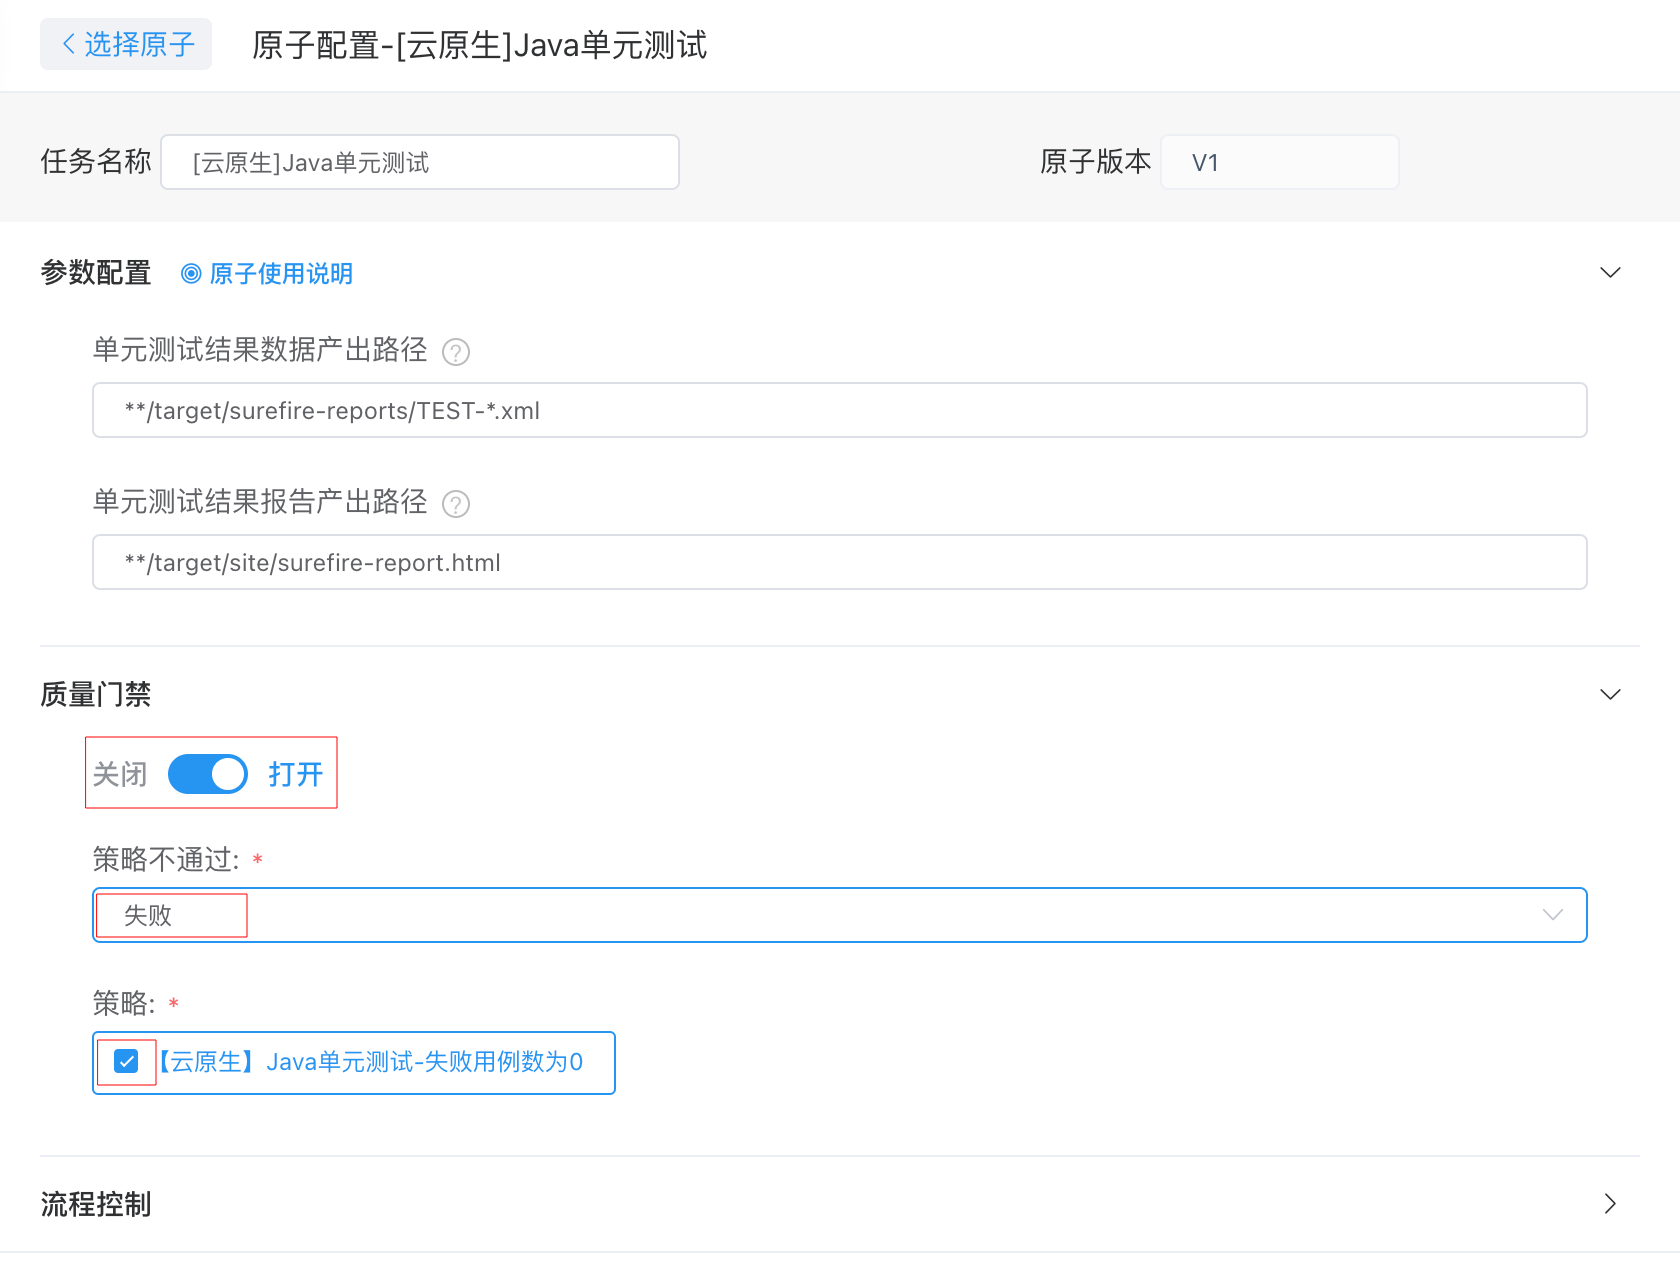 选择原子 原子配置-[云原生]Java单元测试
任务名称 [云原生]Java单元测试 原子版本 V1
参数配置 原子使用说明
单元测试结果数据产出路径 ?
**/target/surefire-reports/TEST-*.xml
单元测试结果报告产出路径 ?
**/target/site/surefire-report.html
质量门禁
关闭 打开
策略不通过: *
失败
策略: *
【云原生】Java单元测试-失败用例数为0
流程控制